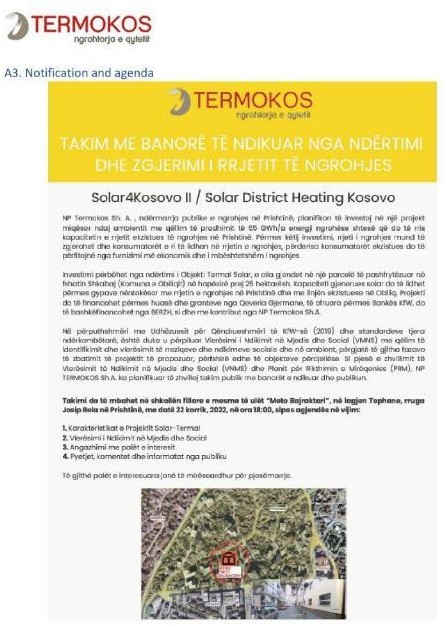 TERMOKOS
ngrohtorja e qytetit
A3. Notification and agenda
TERMOKOS
ngrohtorja e qytetit
TAKIM ME BANORË TË NDIKUAR NGA NDËRTIMI
DHE ZGJERIMI I RRJETIT TË NGROHJES
Solar4Kosovo II / Solar District Heating Kosovo
NP Termokos Sh. A. , ndërmarrja publike e ngrohjes në Prishtinë, planifikon të investoj në një projekt
miqësor ndaj ambientit me qëllim të prodhimit të 65 GWh/a energji ngrohëse shtesë që do të rris
kapacitetin e rrjetit ekzistues të ngrohjes në Prishtinë. Përmes këtij investimi, rrjeti i ngrohjes mund të
zgjerohet dhe konsumatorët e ri të lidhen në rrjetin e ngrohjes, përderisa konsumatorët ekzistues do të
përfitojnë nga furnizimi më ekonomik dhe i mbështetshëm i ngrohjes.
Investimi përbëhet nga ndërtimi i Objekti Termal Solar, e cila gjendet në një parcelë të pashfrytëzuar në
fshatin Shkabaj (Komuna e Obiliqit) në hapësirë prej 26 hektarësh. Kapaciteti gjenerues solar do të lidhet
përmes gypave nëntokësor me rrjetin e ngrohjes në Prishtinë dhe me linjën ekzistuese në Obiliq. Projekti
do të financohet përmes huasë dhe granteve nga Qeveria Gjermane, të ofruara përmes Bankës KfW, do
të bashkëfinancohet nga BERZH, si dhe me kontribut nga NP Termokos Sh.A.
Në përputhshmëri me Udhëzuesit për Qëndrueshmëri të KfW-së (2019) dhe standardeve tjera
ndërkombëtarë, është duke u përpiluar Vlerësimi i Ndikimit në Mjedis dhe Social (VNMS) me qëllim të
identifikimit dhe vlerësimit të rreziqeve dhe ndikimeve sociale dhe në ambient, përgjatë të gjitha fazave
të zbatimit të projektit të propozuar, përfshirë edhe të objekteve përcjellëse. Si pjesë e zhvillimit të
Vlerësimit të Ndikimit në Mjedis dhe Social (VNMS) dhe Planit për Rikthimin e Mirëqenies (PRM), NP
TERMOKOS SH.A. ka planifikuar të zhvilloj takim publik me banorët e ndikuar dhe publikun.
Takimi do të mbahet në shkollën fillore e mesme të ulët "Meto Bajraktari", në lagjen Tophane, rruga
Josip Rela në Prishtinë, me datë 22 korrik, 2022, në ora 18:00, sipas agjendës në vijim:
1. Karakteristikat e Projektit Solar-Termal
2. Vlerësimi i Ndikimit në Mjedis dhe Social
3. Angazhimi me palët e interesit
4. Pyetjet, komentet dhe informatat nga publiku
Të gjithë palët e interesuara janë të mirëseardhur për pjesëmarrje.